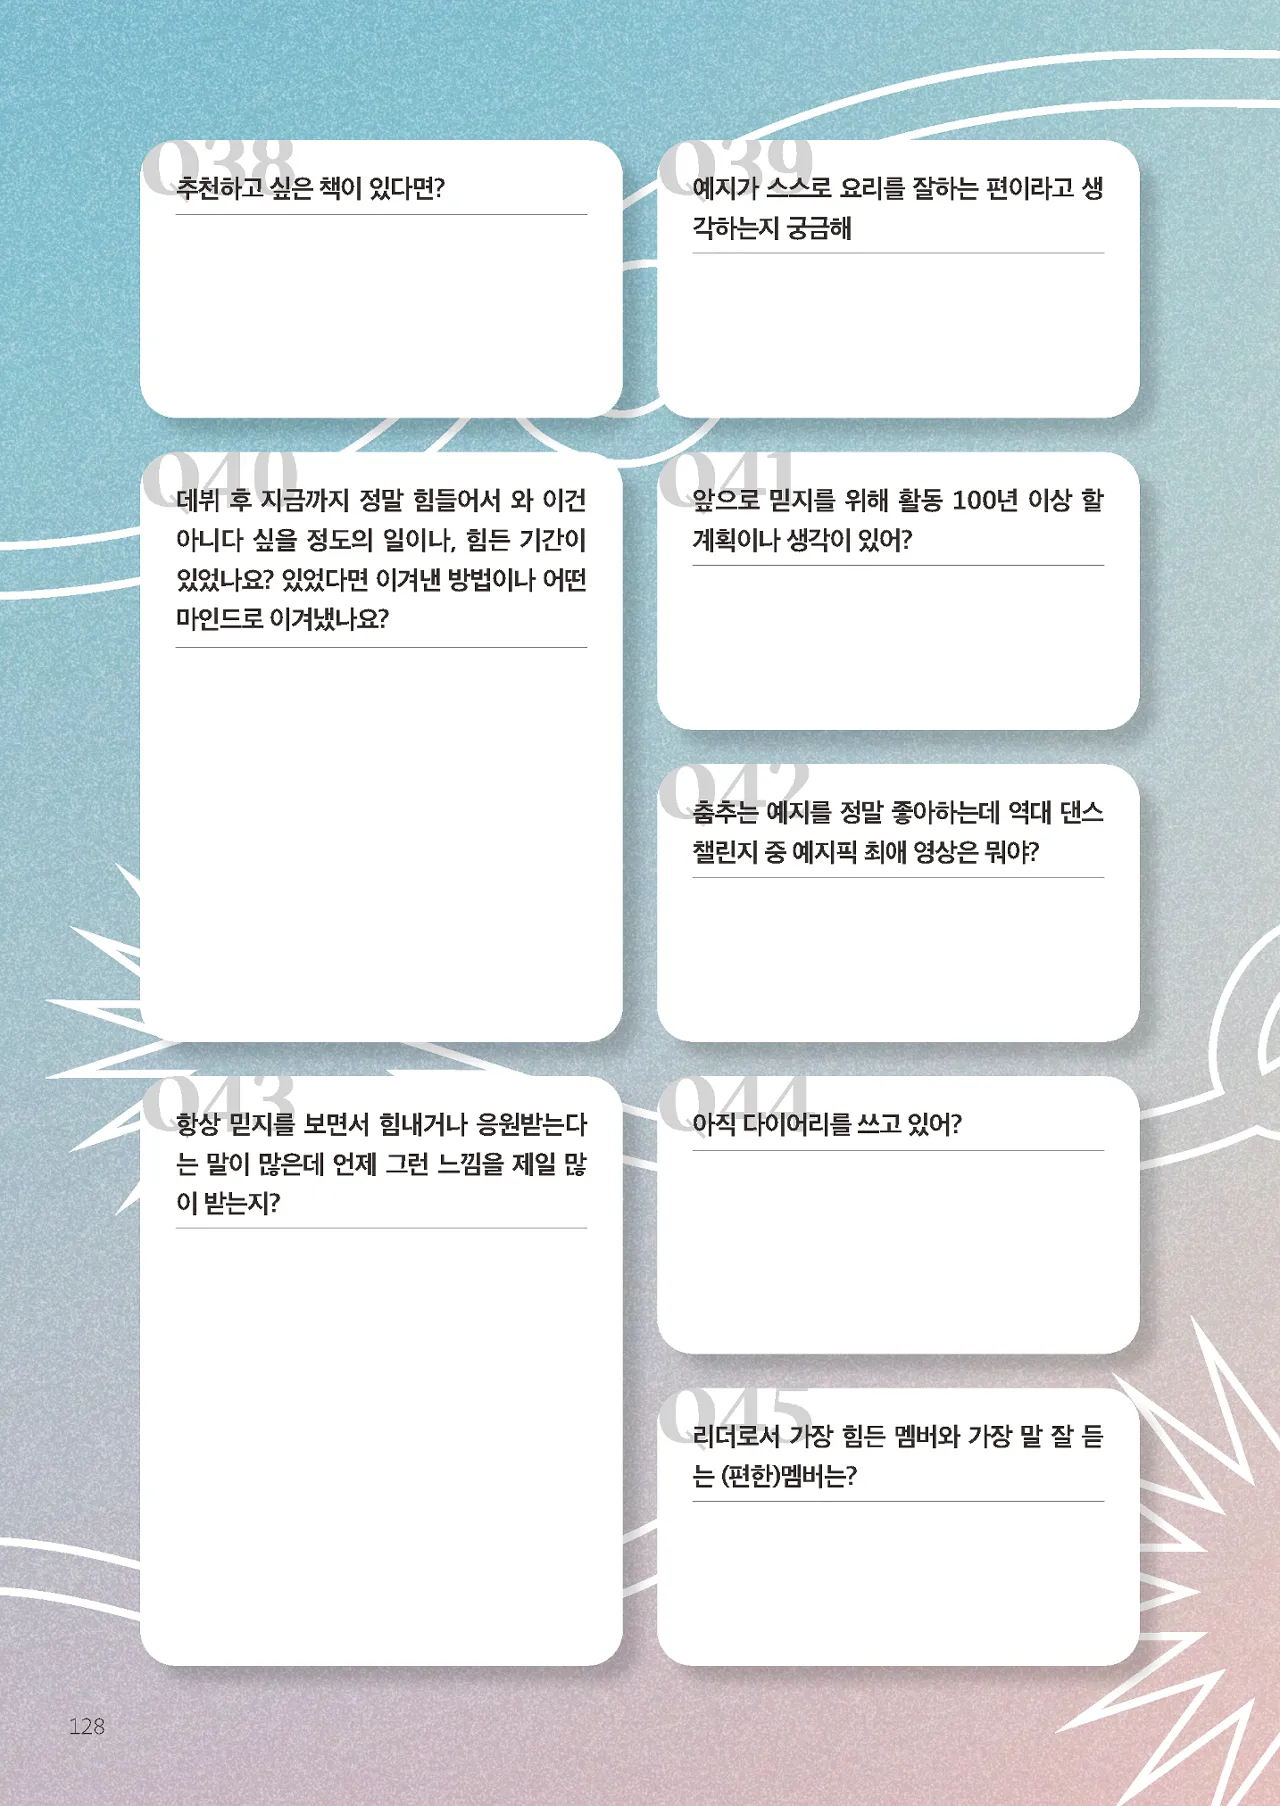 Q38
추천하고 싶은 책이 있다면?
Q39
예지가 스스로 요리를 잘하는 편이라고 생
각하는지 궁금해
Q40
데뷔 후 지금까지 정말 힘들어서 와 이건
아니다 싶을 정도의 일이나, 힘든 기간이
있었나요? 있었다면 이겨낸 방법이나 어떤
마인드로 이겨냈나요?
Q41
앞으로 믿지를 위해 활동 100년 이상 할
계획이나 생각이 있어?
Q42
춤추는 예지를 정말 좋아하는데 역대 댄스
챌린지 중 예지픽 최애 영상은 뭐야?
Q43
항상 믿지를 보면서 힘내거나 응원받는다
는 말이 많은데 언제 그런 느낌을 제일 많
이 받는지?
Q44
아직 다이어리를 쓰고 있어?
Q45
리더로서 가장 힘든 멤버와 가장 말 잘 듣
는 (편한)멤버는?
128